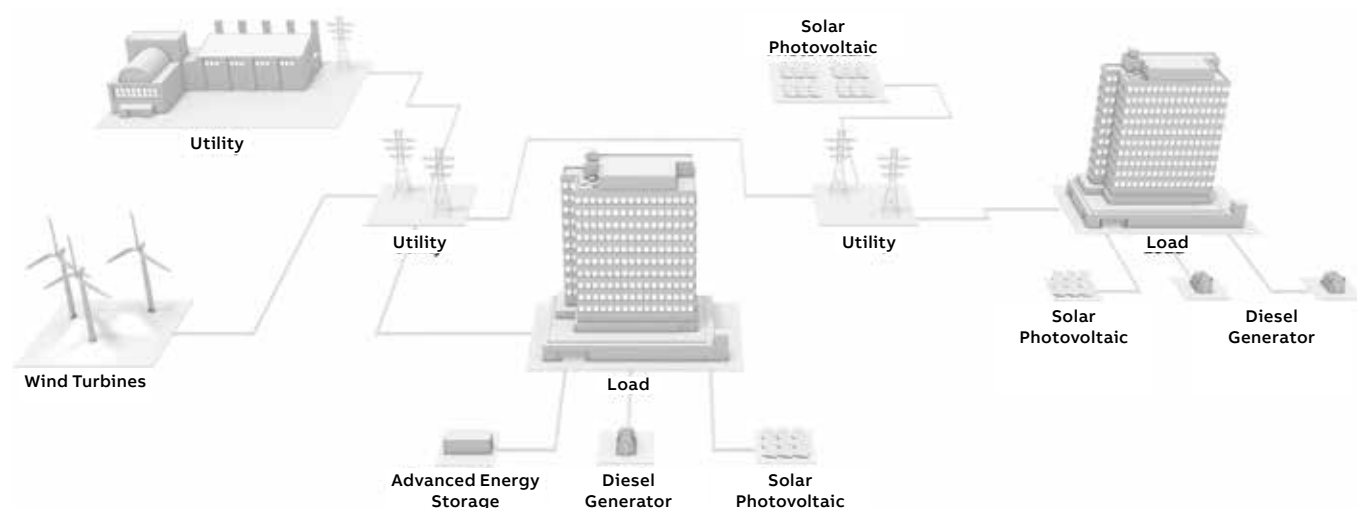 Solar
Photovoltaic
Utility
Utility
Utility
Load
Solar
Photovoltaic
Diesel
Generator
Wind Turbines
Load
Advanced Energy
Storage
Diesel
Generator
Solar
Photovoltaic